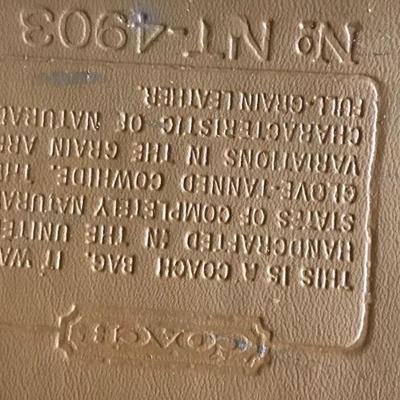 COACH
THIS IS A COACH BAG. IT WA
HANDCRAFTED IN THE UNITE
STATES OF COMPLETELY NATURA
GLOVE-TANNED COWHIDE. TH
VARIATIONS IN THE GRAIN AR
CHARACTERISTIC OF NATURA
FULL-GRAIN LEATHER.
No NT-4903